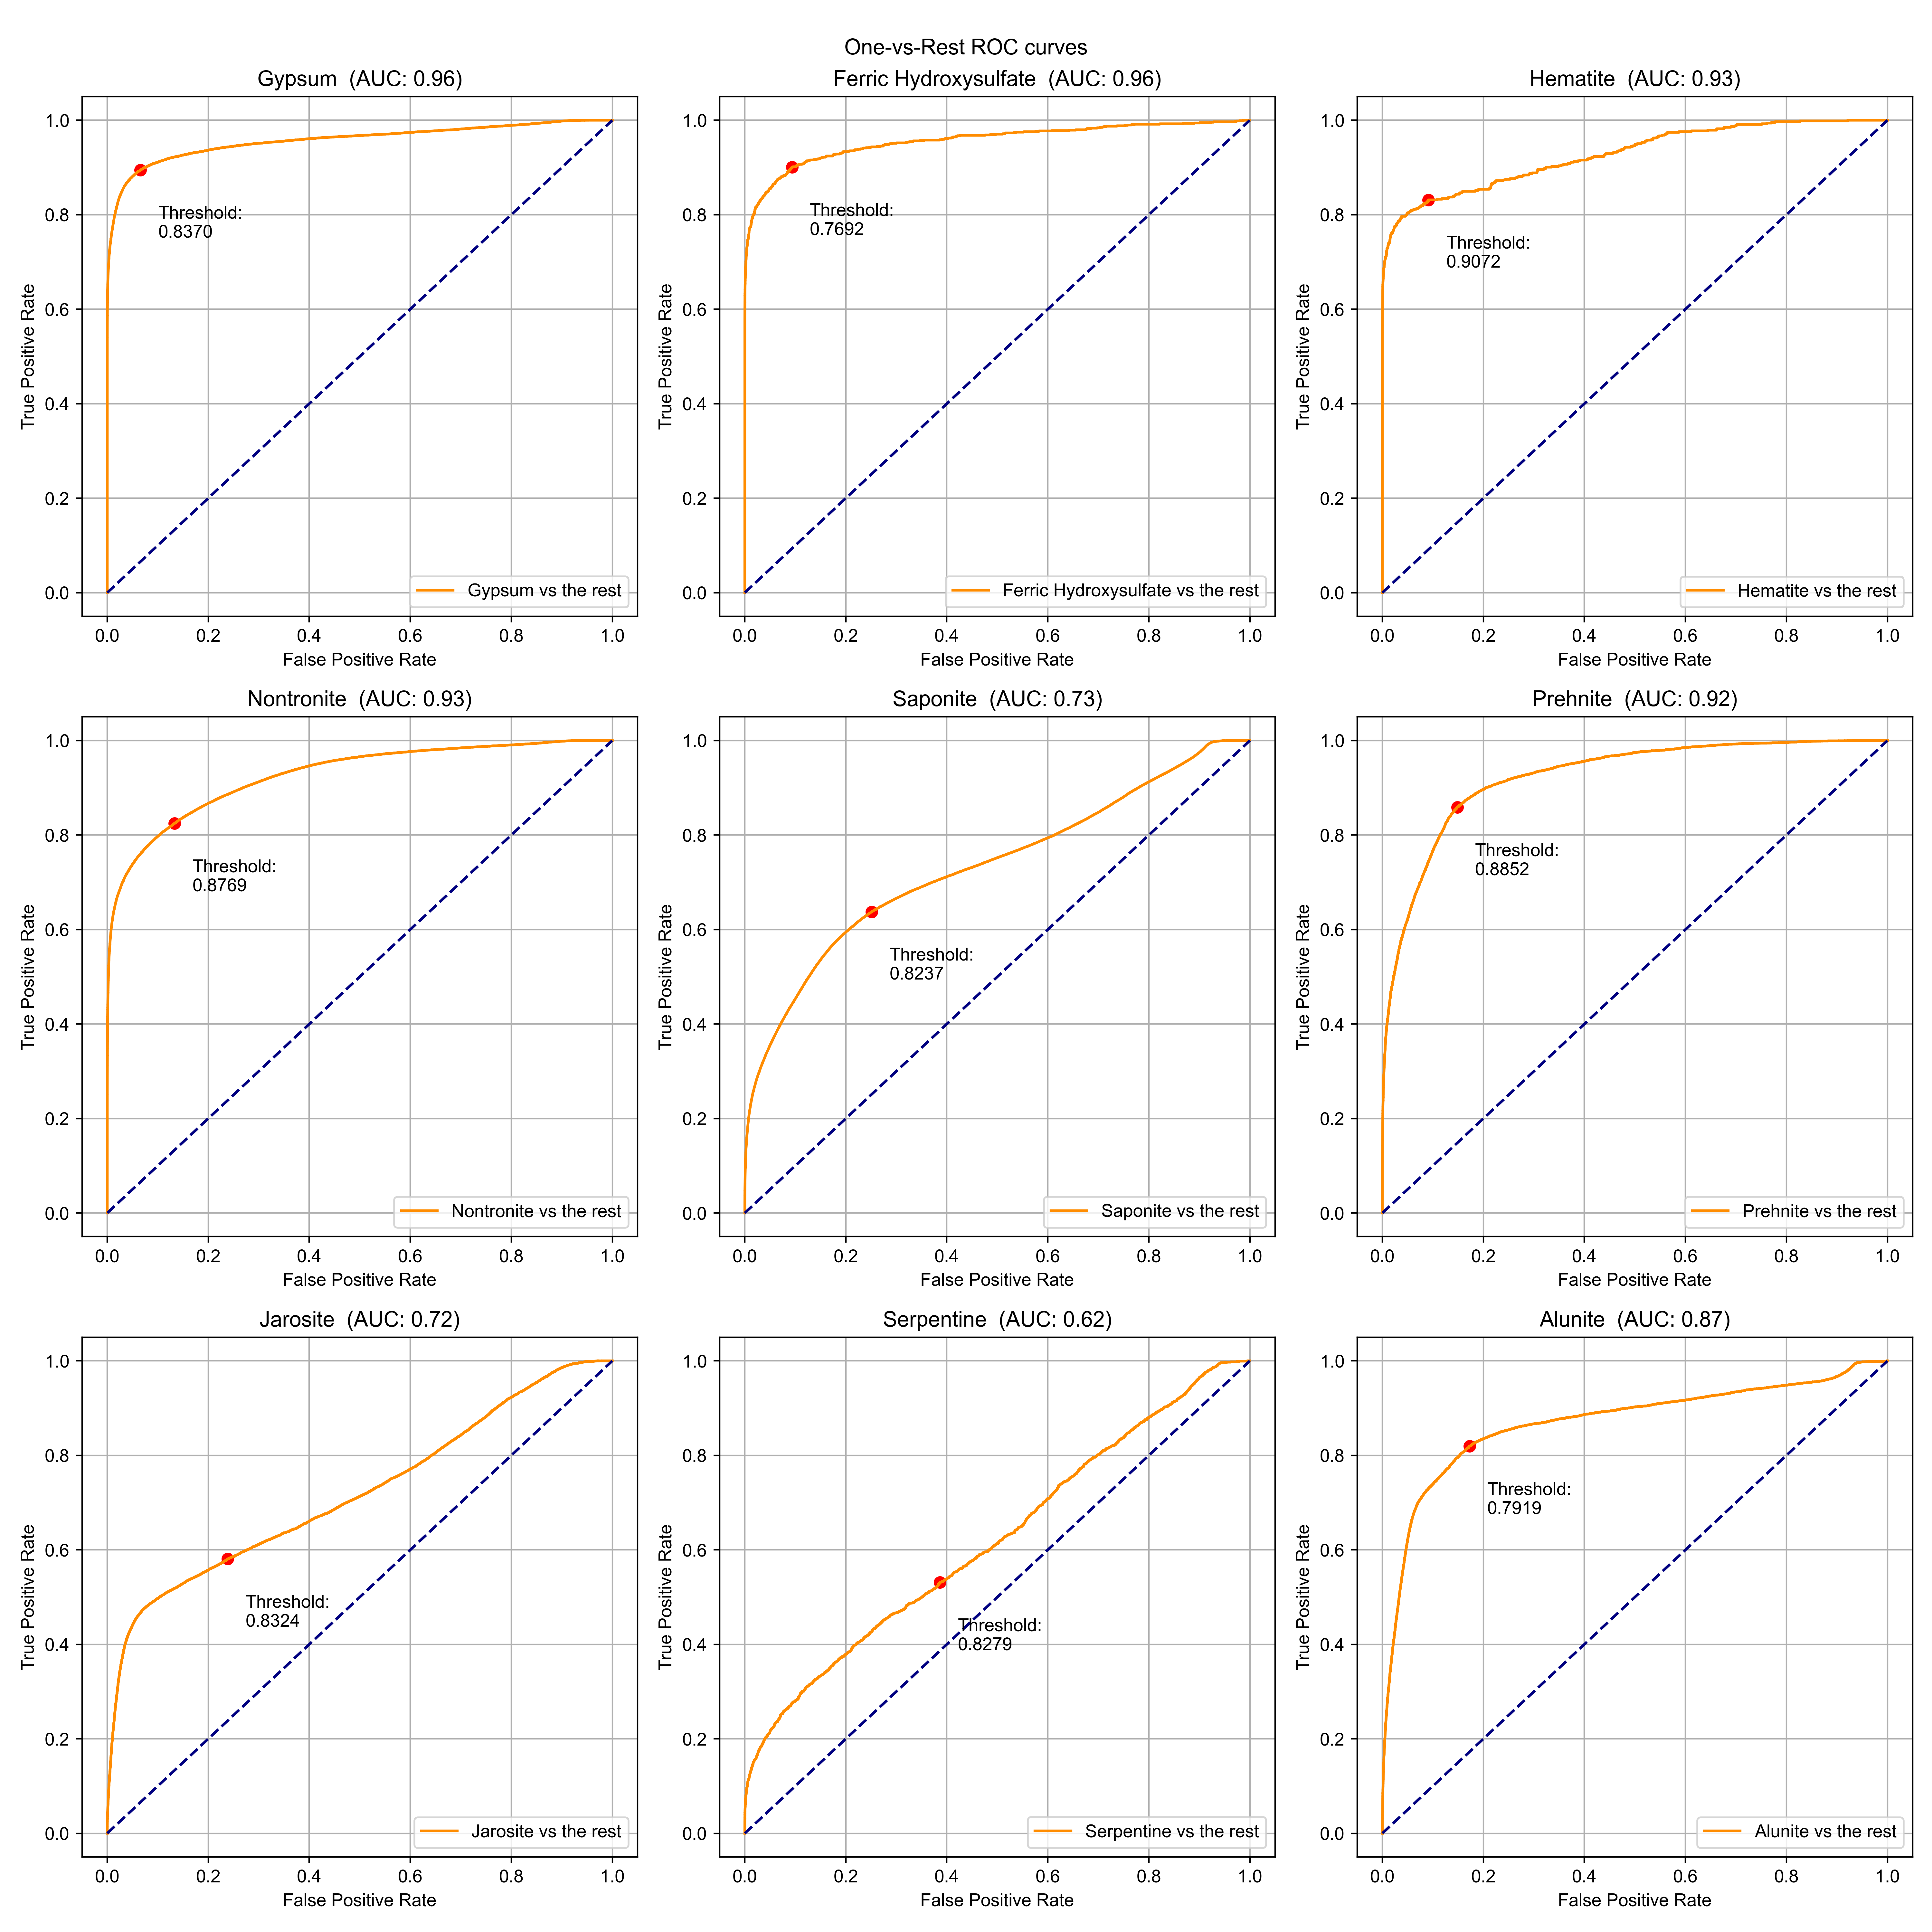 One-vs-Rest ROC curves
Gypsum  (AUC: 0.96)
1.0
0.8
0.6
0.4
0.2
0.0
True Positive Rate
Threshold:
0.8370
Gypsum vs the rest
0.0 0.2 0.4 0.6 0.8 1.0
False Positive Rate
Ferric Hydroxysulfate  (AUC: 0.96)
1.0
0.8
0.6
0.4
0.2
0.0
True Positive Rate
Threshold:
0.7692
Ferric Hydroxysulfate vs the rest
0.0 0.2 0.4 0.6 0.8 1.0
False Positive Rate
Hematite  (AUC: 0.93)
1.0
0.8
0.6
0.4
0.2
0.0
True Positive Rate
Threshold:
0.9072
Hematite vs the rest
0.0 0.2 0.4 0.6 0.8 1.0
False Positive Rate
Nontronite  (AUC: 0.93)
1.0
0.8
0.6
0.4
0.2
0.0
True Positive Rate
Threshold:
0.8769
Nontronite vs the rest
0.0 0.2 0.4 0.6 0.8 1.0
False Positive Rate
Saponite  (AUC: 0.73)
1.0
0.8
0.6
0.4
0.2
0.0
True Positive Rate
Threshold:
0.8237
Saponite vs the rest
0.0 0.2 0.4 0.6 0.8 1.0
False Positive Rate
Prehnite  (AUC: 0.92)
1.0
0.8
0.6
0.4
0.2
0.0
True Positive Rate
Threshold:
0.8852
Prehnite vs the rest
0.0 0.2 0.4 0.6 0.8 1.0
False Positive Rate
Jarosite  (AUC: 0.72)
1.0
0.8
0.6
0.4
0.2
0.0
True Positive Rate
Threshold:
0.8324
Jarosite vs the rest
0.0 0.2 0.4 0.6 0.8 1.0
False Positive Rate
Serpentine  (AUC: 0.62)
1.0
0.8
0.6
0.4
0.2
0.0
True Positive Rate
Threshold:
0.8279
Serpentine vs the rest
0.0 0.2 0.4 0.6 0.8 1.0
False Positive Rate
Alunite  (AUC: 0.87)
1.0
0.8
0.6
0.4
0.2
0.0
True Positive Rate
Threshold:
0.7919
Alunite vs the rest
0.0 0.2 0.4 0.6 0.8 1.0
False Positive Rate